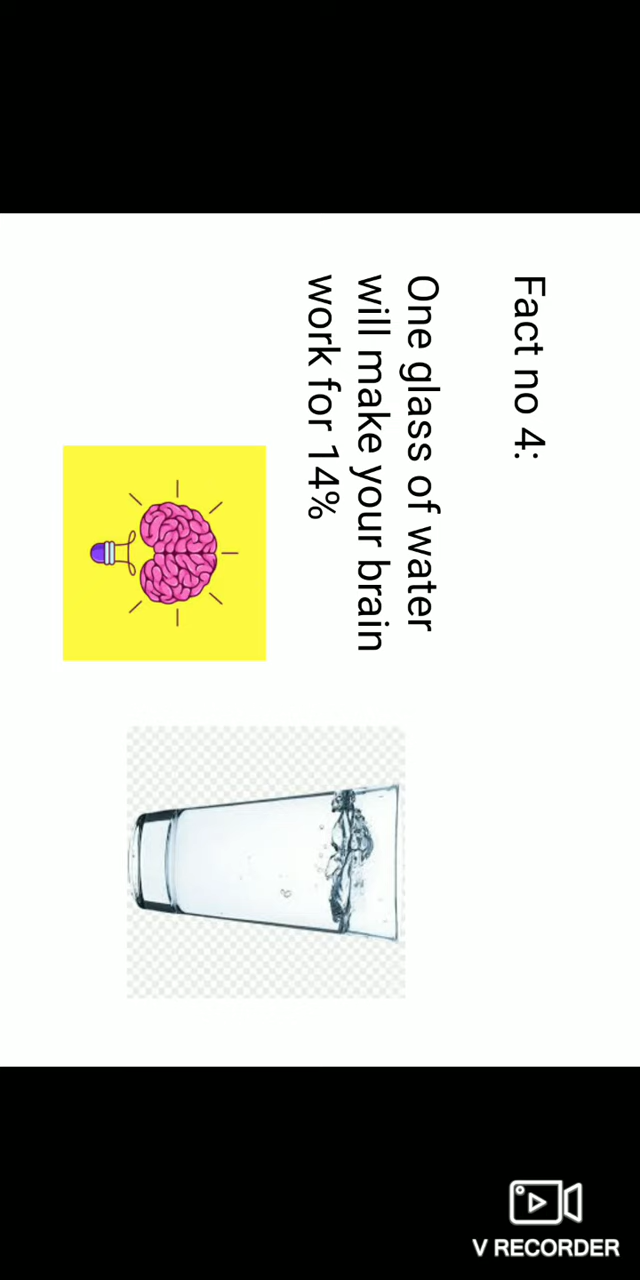 Fact no 4:
One glass of water
will make your brain
work for 14%
V RECORDER